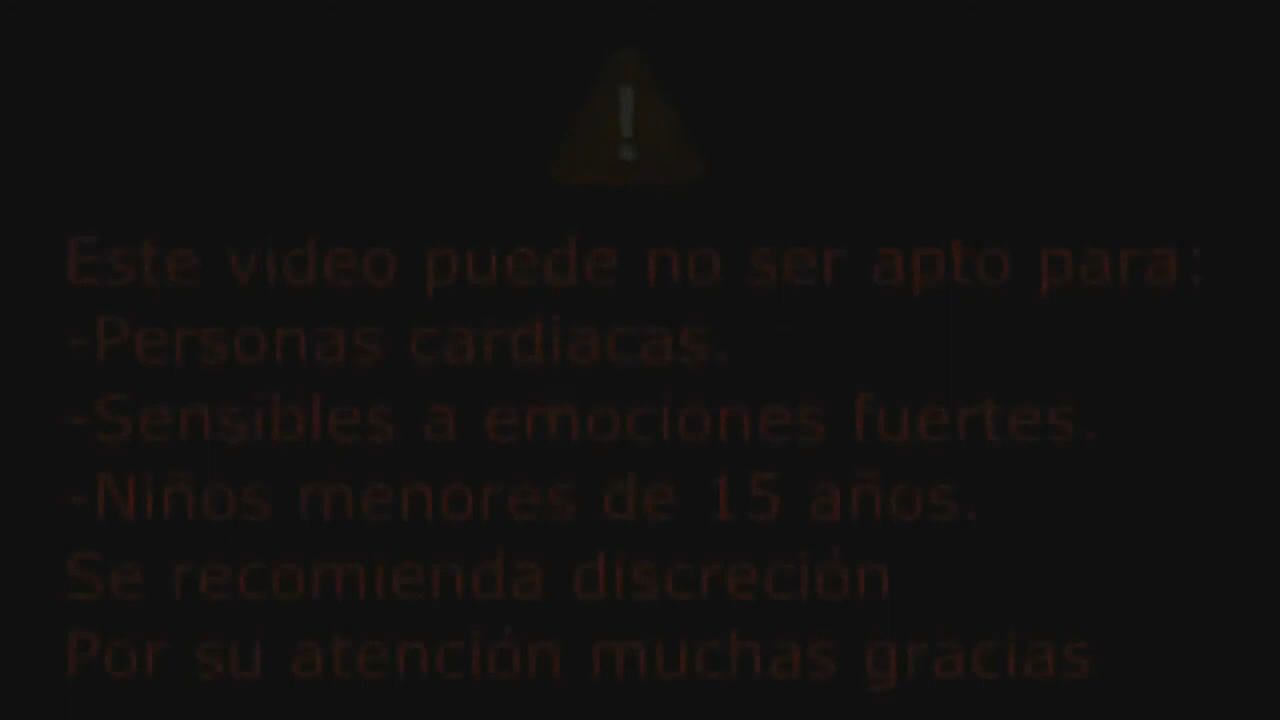 !
Este video puede no ser apto para:
-Personas cardiacas.
-Sensibles a emociones fuertes.
-Niños menores de 15 años.
Se recomienda discreción
Por su atención muchas gracias